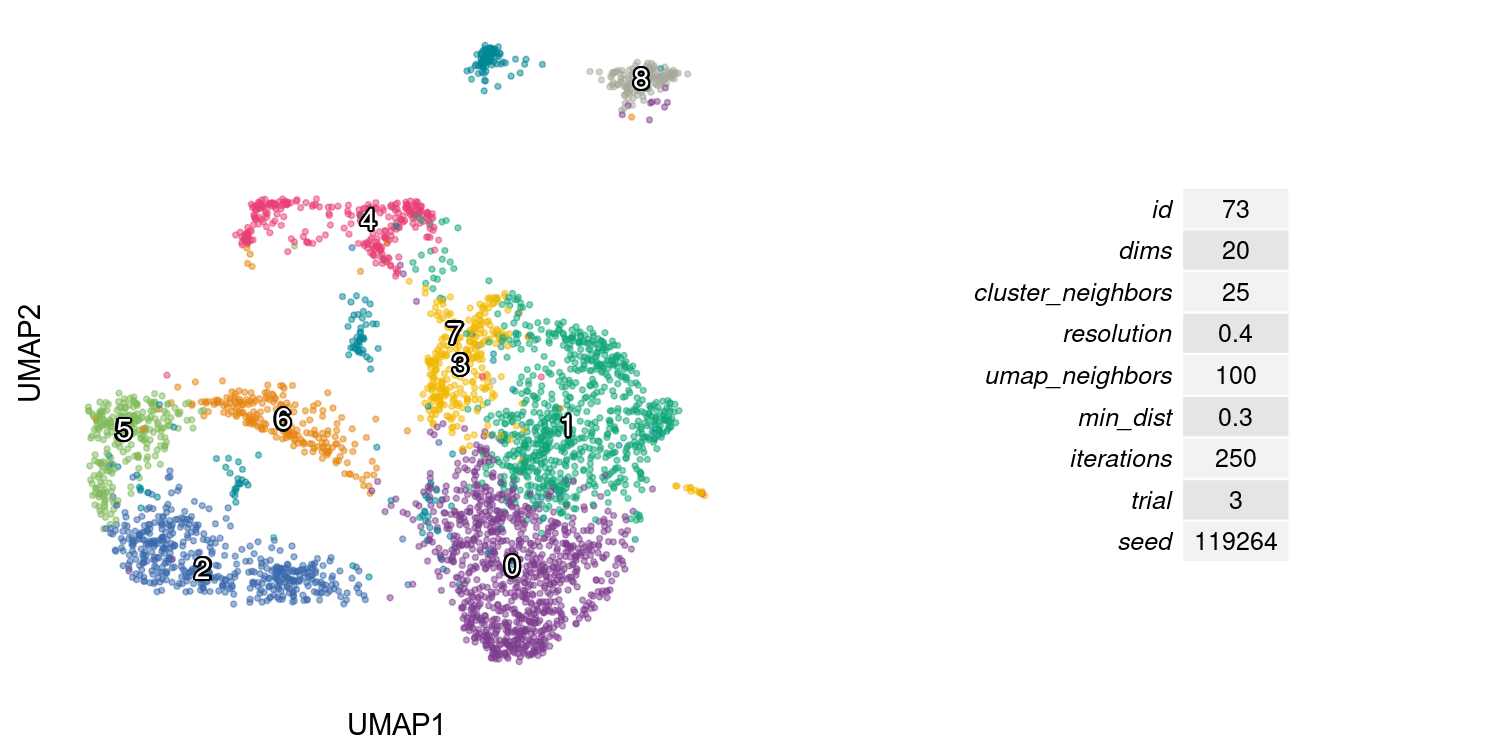 8
4
7
3
6
1
5
0
2
UMAP2
UMAP1
id 73
dims 20
cluster_neighbors 25
resolution 0.4
umap_neighbors 100
min_dist 0.3
iterations 250
trial 3
seed 119264